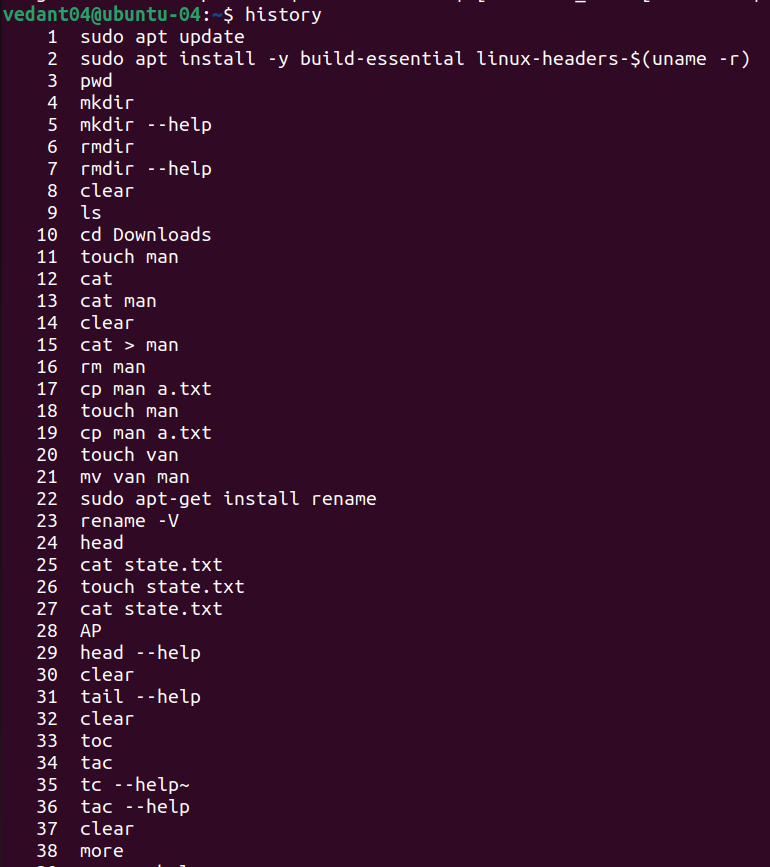 vedant04@ubuntu-04:~$ history
1 sudo apt update
2 sudo apt install -y build-essential linux-headers-$(uname -r)
3 pwd
4 mkdir
5 mkdir --help
6 rmdir
7 rmdir --help
8 clear
9 ls
10 cd Downloads
11 touch man
12 cat
13 cat man
14 clear
15 cat > man
16 rm man
17 cp man a.txt
18 touch man
19 cp man a.txt
20 touch van
21 mv van man
22 sudo apt-get install rename
23 rename -V
24 head
25 cat state.txt
26 touch state.txt
27 cat state.txt
28 AP
29 head --help
30 clear
31 tail --help
32 clear
33 toc
34 tac
35 tc --help~
36 tac --help
37 clear
38 more